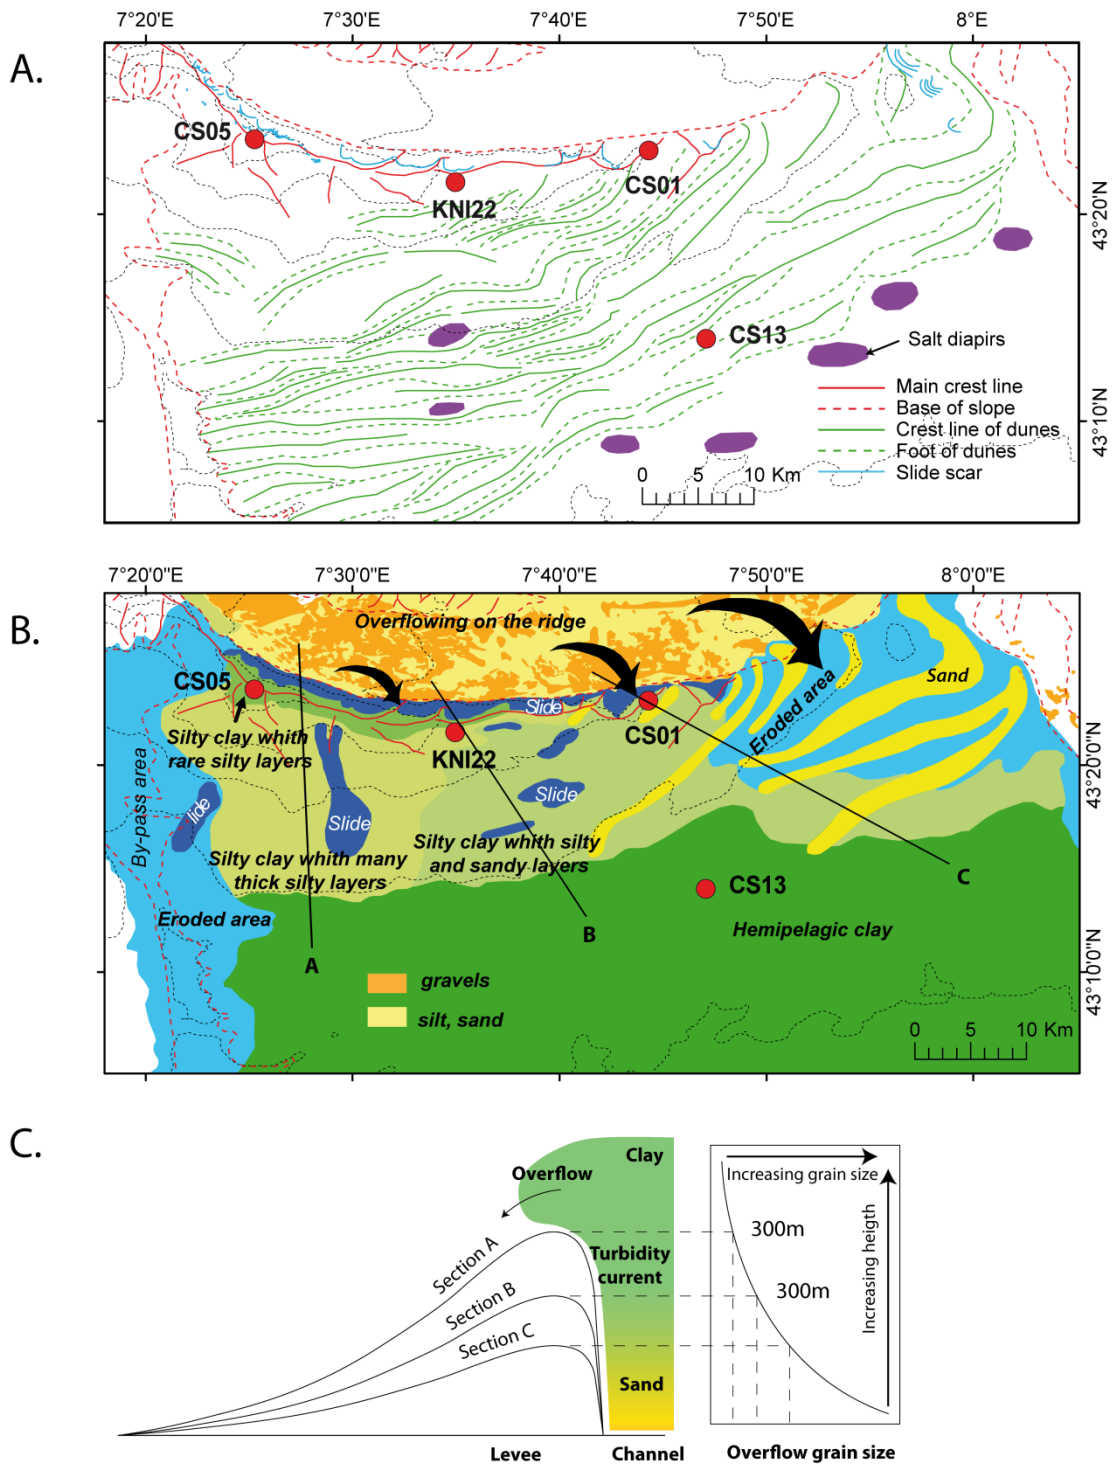 A.
7°20'E 7°30'E 7°40'E 7°50'E 8°E
CS05
KNI22
CS01
43°20'N
CS13
Salt diapirs
Main crest line
Base of slope
Crest line of dunes
Foot of dunes
Slide scar
43°10'N
0 5 10 Km
B.
7°20'0"E 7°30'0"E 7°40'0"E 7°50'0"E 8°0'0"E
Overflowing on the ridge
CS05
Slide
CS01
Sand
Eroded area
Silty clay whith
rare silty layers
KNI22
43°20'0"N
By-pass area
lide
Slide
Slide
Silty clay whith many
thick silty layers
Silty clay whith silty
and sandy layers
C
CS13
Eroded area
B
Hemipelagic clay
A
43°10'0"N
gravels
silt, sand
0 5 10 Km
C.
Clay
Overflow
Section A
Turbidity
current
Section B
Section C
Sand
Levee
Channel
Increasing grain size
300m
300m
Increasing heigth
Overflow grain size